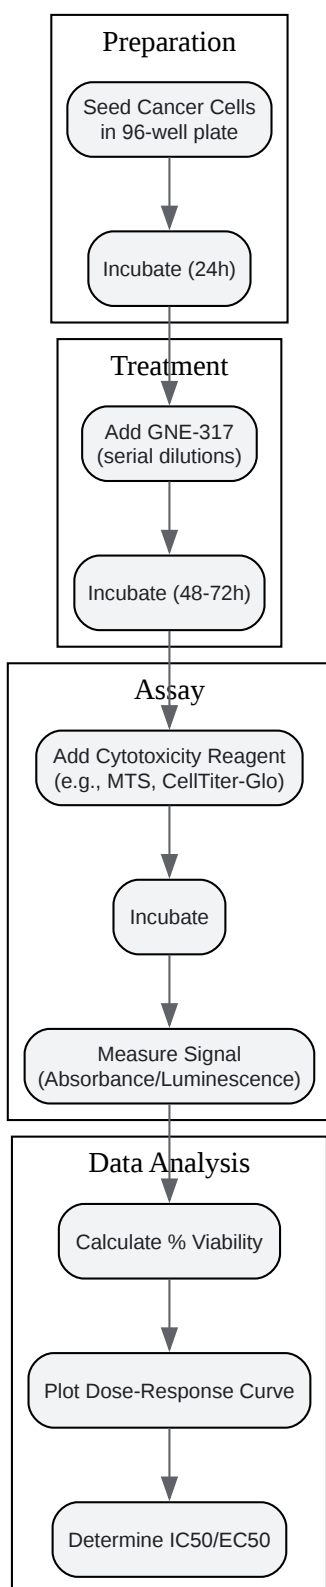 Preparation
Seed Cancer Cells
in 96-well plate
Incubate (24h)
Treatment
Add GNE-317
(serial dilutions)
Incubate (48-72h)
Assay
Add Cytotoxicity Reagent
(e.g., MTS, CellTiter-Glo)
Incubate
Measure Signal
(Absorbance/Luminescence)
Data Analysis
Calculate % Viability
Plot Dose-Response Curve
Determine IC50/EC50